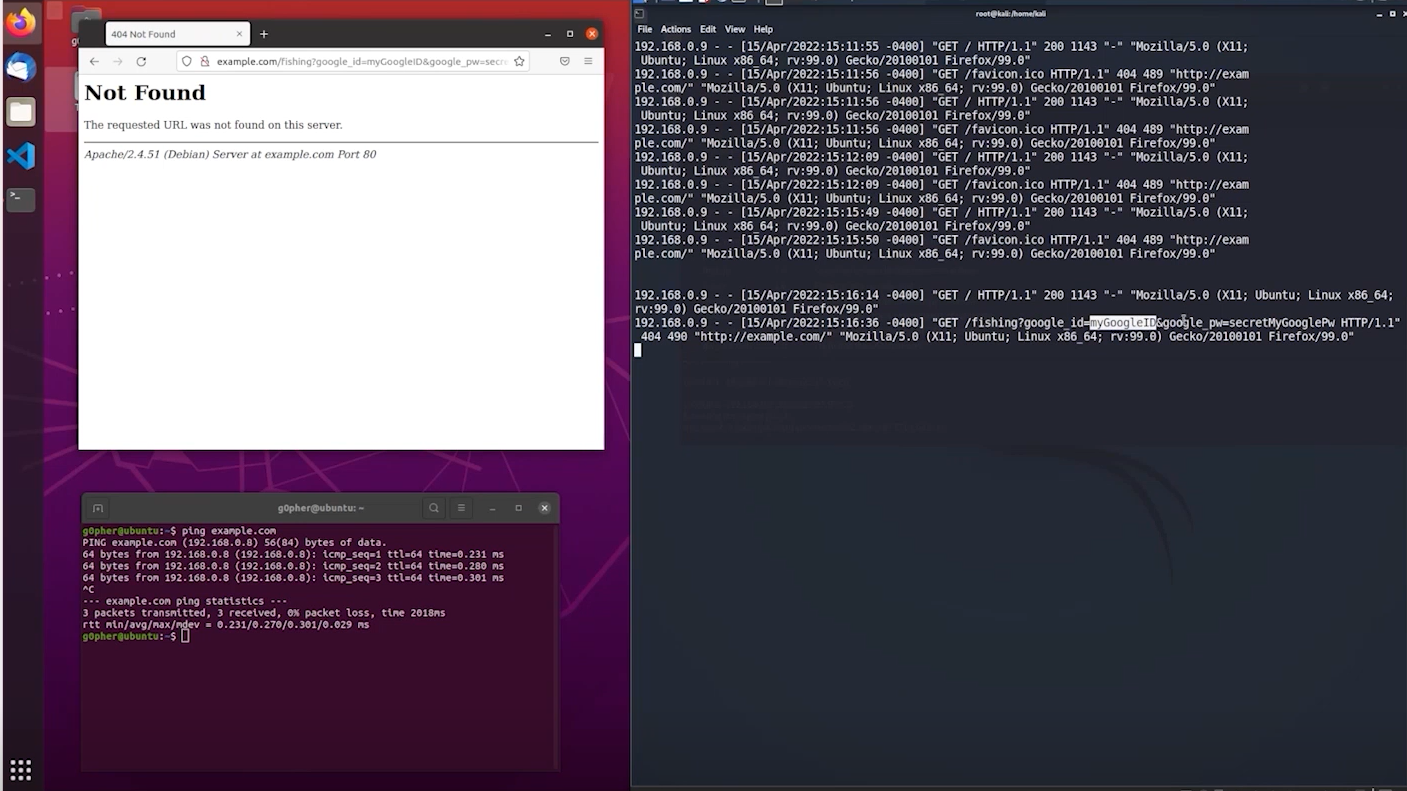 404 Not Found
example.com/fishing?google_id=myGoogleID&google_pw=secr
Not Found
The requested URL was not found on this server.
Apache/2.4.51 (Debian) Server at example.com Port 80
g0pher@ubuntu: ~
g0pher@ubuntu:~$ ping example.com
PING example.com (192.168.0.8) 56(84) bytes of data.
64 bytes from 192.168.0.8 (192.168.0.8): icmp_seq=1 ttl=64 time=0.231 ms
64 bytes from 192.168.0.8 (192.168.0.8): icmp_seq=2 ttl=64 time=0.280 ms
64 bytes from 192.168.0.8 (192.168.0.8): icmp_seq=3 ttl=64 time=0.301 ms
^C
--- example.com ping statistics ---
3 packets transmitted, 3 received, 0% packet loss, time 2018ms
rtt min/avg/max/mdev = 0.231/0.270/0.301/0.029 ms
g0pher@ubuntu:~$
root@kali:/home/kali
File Actions Edit View Help
192.168.0.9 - - [15/Apr/2022:15:11:55 -0400] "GET / HTTP/1.1" 200 1143 "-" "Mozilla/5.0 (X11;
Ubuntu; Linux x86_64; rv:99.0) Gecko/20100101 Firefox/99.0"
192.168.0.9 - - [15/Apr/2022:15:11:56 -0400] "GET /favicon.ico HTTP/1.1" 404 489 "http://exam
ple.com/" "Mozilla/5.0 (X11; Ubuntu; Linux x86_64; rv:99.0) Gecko/20100101 Firefox/99.0"
192.168.0.9 - - [15/Apr/2022:15:11:56 -0400] "GET / HTTP/1.1" 200 1143 "-" "Mozilla/5.0 (X11;
Ubuntu; Linux x86_64; rv:99.0) Gecko/20100101 Firefox/99.0"
192.168.0.9 - - [15/Apr/2022:15:11:56 -0400] "GET /favicon.ico HTTP/1.1" 404 489 "http://exam
ple.com/" "Mozilla/5.0 (X11; Ubuntu; Linux x86_64; rv:99.0) Gecko/20100101 Firefox/99.0"
192.168.0.9 - - [15/Apr/2022:15:12:09 -0400] "GET / HTTP/1.1" 200 1143 "-" "Mozilla/5.0 (X11;
Ubuntu; Linux x86_64; rv:99.0) Gecko/20100101 Firefox/99.0"
192.168.0.9 - - [15/Apr/2022:15:12:09 -0400] "GET /favicon.ico HTTP/1.1" 404 489 "http://exam
ple.com/" "Mozilla/5.0 (X11; Ubuntu; Linux x86_64; rv:99.0) Gecko/20100101 Firefox/99.0"
192.168.0.9 - - [15/Apr/2022:15:15:49 -0400] "GET / HTTP/1.1" 200 1143 "-" "Mozilla/5.0 (X11;
Ubuntu; Linux x86_64; rv:99.0) Gecko/20100101 Firefox/99.0"
192.168.0.9 - - [15/Apr/2022:15:15:50 -0400] "GET /favicon.ico HTTP/1.1" 404 489 "http://exam
ple.com/" "Mozilla/5.0 (X11; Ubuntu; Linux x86_64; rv:99.0) Gecko/20100101 Firefox/99.0"
192.168.0.9 - - [15/Apr/2022:15:16:14 -0400] "GET / HTTP/1.1" 200 1143 "-" "Mozilla/5.0 (X11; Ubuntu; Linux x86_64;
rv:99.0) Gecko/20100101 Firefox/99.0"
192.168.0.9 - - [15/Apr/2022:15:16:36 -0400] "GET /fishing?google_id=myGoogleID&google_pw=secretMyGooglePw HTTP/1.1"
404 490 "http://example.com/" "Mozilla/5.0 (X11; Ubuntu; Linux x86_64; rv:99.0) Gecko/20100101 Firefox/99.0"